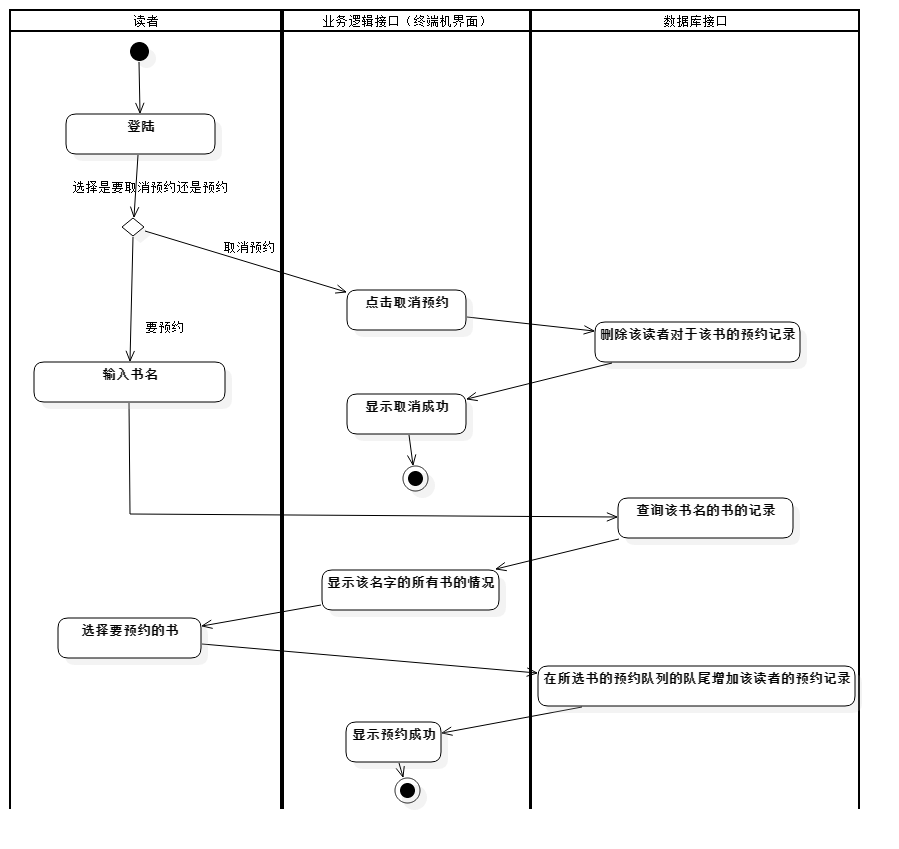 读者
业务逻辑接口（终端机界面）
数据库接口
登陆
选择是要取消预约还是预约
取消预约
点击取消预约
要预约
删除该读者对于该书的预约记录
输入书名
显示取消成功
查询该书名的书的记录
显示该名字的所有书的情况
选择要预约的书
在所选书的预约队列的队尾增加该读者的预约记录
显示预约成功